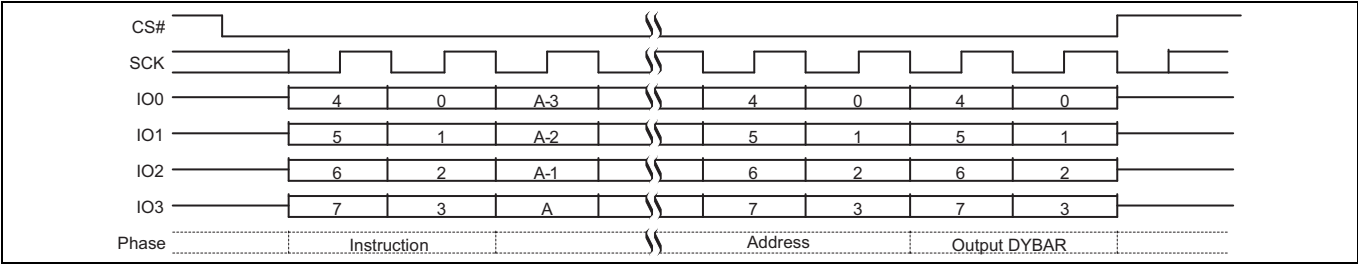 CS#
SCK
IO0 4 0 A-3 4 0 4 0
IO1 5 1 A-2 5 1 5 1
IO2 6 2 A-1 6 2 6 2
IO3 7 3 A 7 3 7 3
Phase Instruction Address Output DYBAR